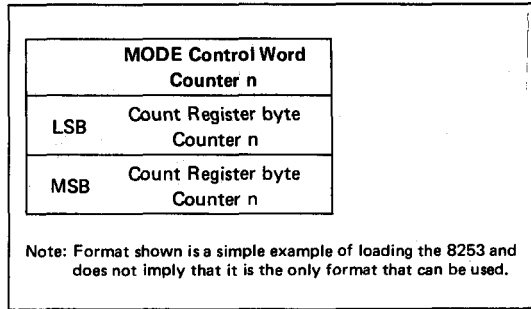 MODE Control Word
Counter n
LSB Count Register byte
Counter n
MSB Count Register byte
Counter n
Note: Format shown is a simple example of loading the 8253 and
does not imply that it is the only format that can be used.